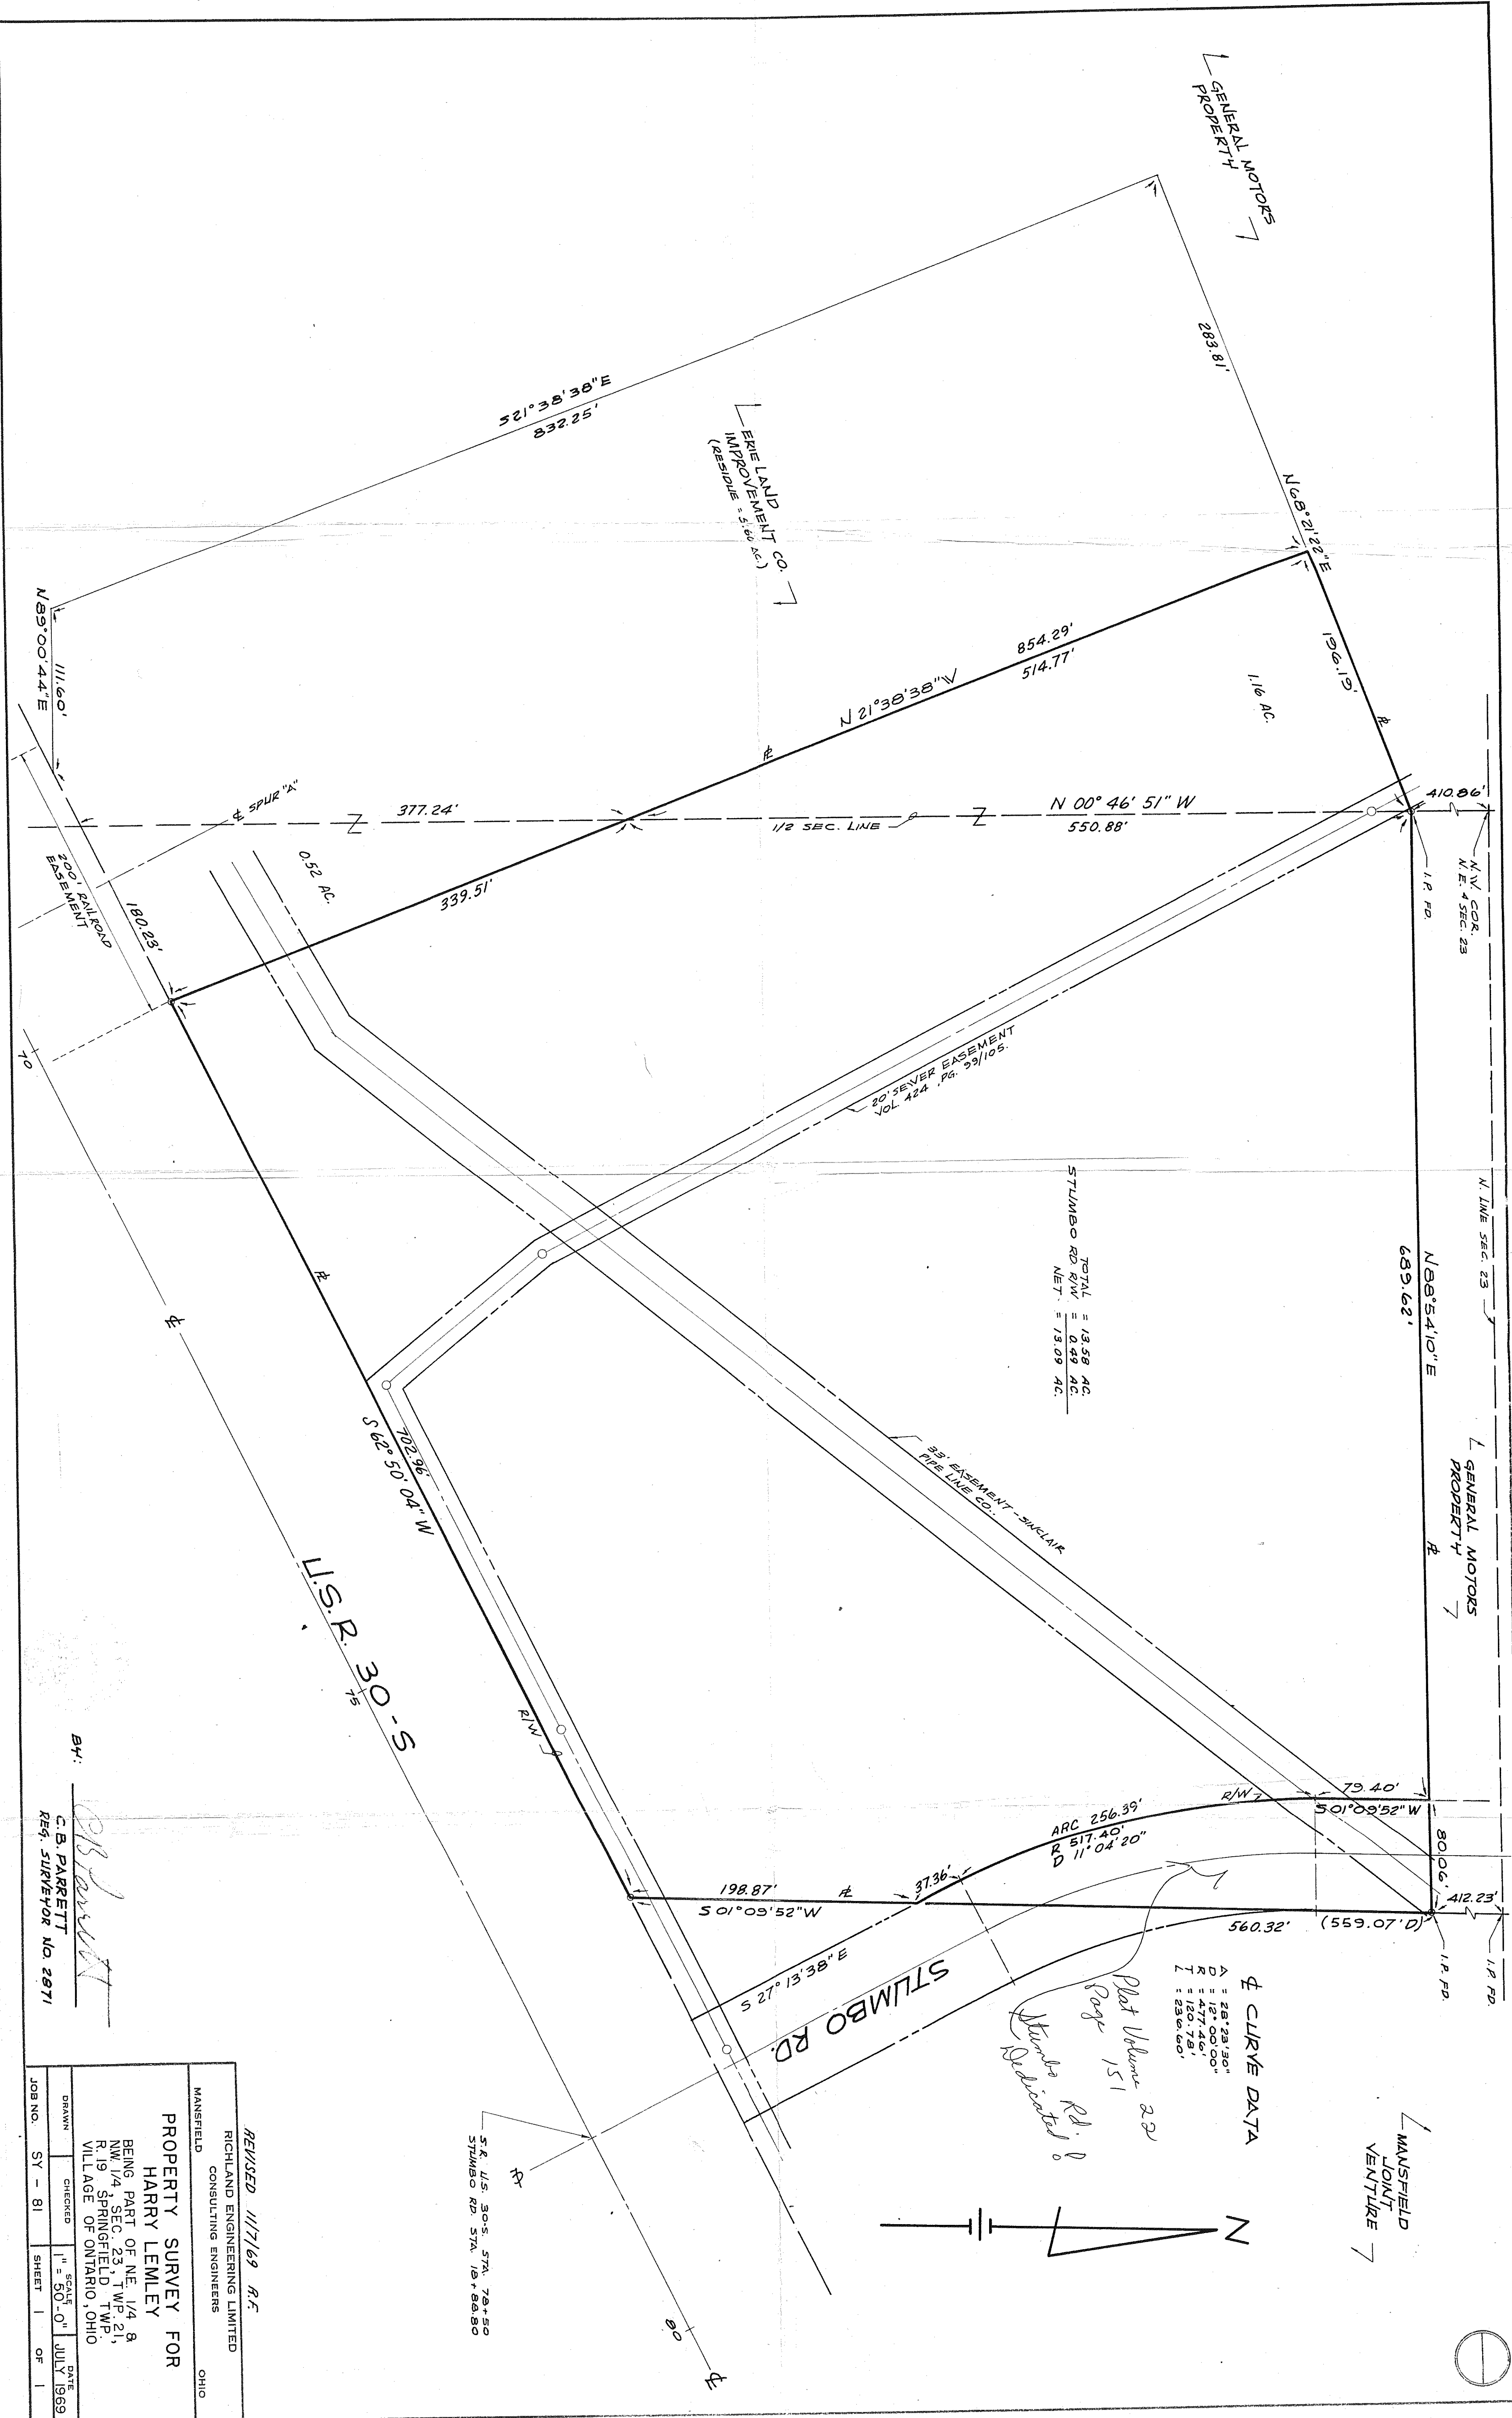 GENERAL MOTORS
PROPERTY
283.81'
N68°21'22"E
196.19'
S21°38'38"E
832.25'
ERIE LAND
IMPROVEMENT CO.
(RESIDUE = 5.60 AC.)
854.29'
514.77'
N 21°38'38"W
1.16 AC.
410.86'
N.W. COR.
N.E. 4 SEC. 23
I.P. FD.
N 00° 46' 51" W
550.88'
1/2 SEC. LINE
377.24'
339.51'
0.52 AC.
℄ SPUR "A"
N89°00'44"E
111.60'
200' RAILROAD
EASEMENT
180.23'
70
20' SEWER EASEMENT
VOL. 424, PG. 99/105.
N. LINE SEC. 23
N88°54'10"E
689.62'
GENERAL MOTORS
PROPERTY
TOTAL = 13.58 AC.
STUMBO RD. R/W = 0.49 AC.
NET = 13.09 AC.
33' EASEMENT - SINCLAIR
PIPE LINE CO.
702.96'
S 62° 50' 04" W
U.S.R. 30-S
75
R/W
R/W
79.40'
S01°09'52"W
80.06'
412.23'
I.P. FD.
I.P. FD.
ARC 256.39'
R 517.40'
D 11°04'20"
37.36'
198.87'
S 01°09'52"W
560.32' (559.07'D)
S 27°13'38"E
STUMBO RD.
℄ CURVE DATA
Δ = 28°23'30"
D = 12°00'00"
R = 477.46'
T = 120.78'
L = 236.60'
Plat Volume 22
Page 151
Stumbo Rd.
Dedicated
MANSFIELD
JOINT
VENTURE
N
S.R. U.S. 30-S. STA. 78+50
STUMBO RD. STA. 18+88.80
80
℄
BY:
C.B. Parrett
C.B. PARRETT
REG. SURVEYOR NO. 2871
REVISED 11/7/69 R.F.
RICHLAND ENGINEERING LIMITED
CONSULTING ENGINEERS
MANSFIELD OHIO
PROPERTY SURVEY FOR
HARRY LEMLEY
BEING PART OF N.E. 1/4 &
NW. 1/4, SEC. 23, TWP. 21,
R. 19 SPRINGFIELD TWP.
VILLAGE OF ONTARIO, OHIO
DRAWN CHECKED SCALE 1" = 50'-0" DATE JULY 1969
JOB NO. SY - 81 SHEET 1 OF 1